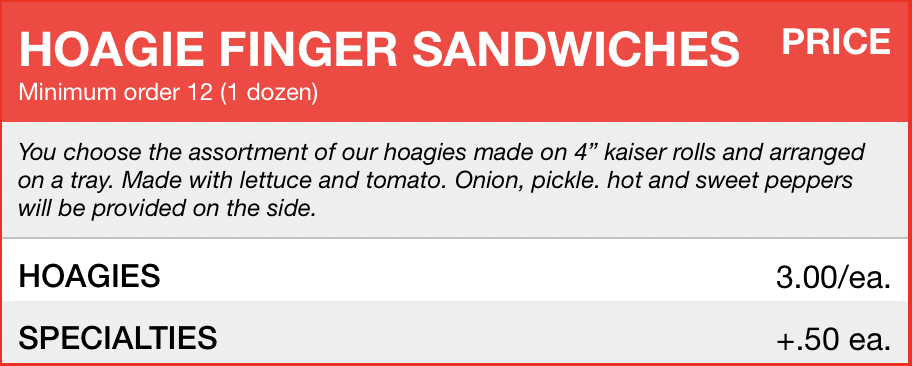 HOAGIE FINGER SANDWICHES PRICE
Minimum order 12 (1 dozen)
You choose the assortment of our hoagies made on 4” kaiser rolls and arranged
on a tray. Made with lettuce and tomato. Onion, pickle. hot and sweet peppers
will be provided on the side.
HOAGIES 3.00/ea.
SPECIALTIES +.50 ea.